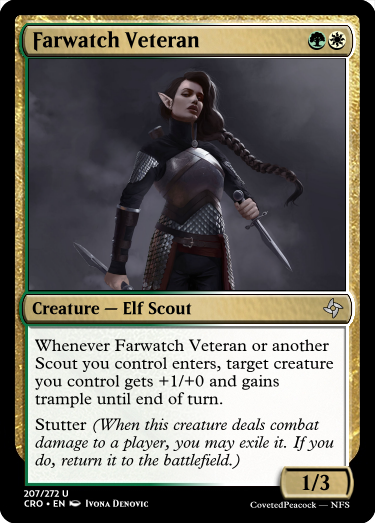 Farwatch Veteran
Creature — Elf Scout
Whenever Farwatch Veteran or another
Scout you control enters, target creature
you control gets +1/+0 and gains
trample until end of turn.
Stutter (When this creature deals combat
damage to a player, you may exile it. If you
do, return it to the battlefield.)
1/3
207/272 U
CRO • EN Ivona Denovic
CovetedPeacock — NFS